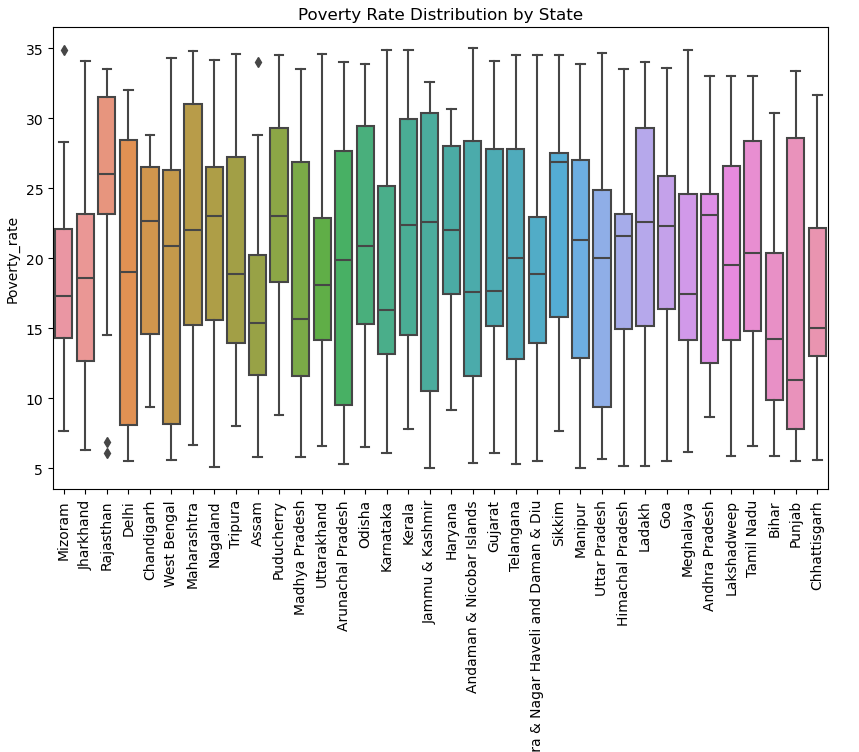 Poverty Rate Distribution by State
Poverty_rate
35
30
25
20
15
10
5
Mizoram
Jharkhand
Rajasthan
Delhi
Chandigarh
West Bengal
Maharashtra
Nagaland
Tripura
Assam
Puducherry
Madhya Pradesh
Uttarakhand
Arunachal Pradesh
Odisha
Karnataka
Kerala
Jammu & Kashmir
Haryana
Andaman & Nicobar Islands
Gujarat
Telangana
ra & Nagar Haveli and Daman & Diu
Sikkim
Manipur
Uttar Pradesh
Himachal Pradesh
Ladakh
Goa
Meghalaya
Andhra Pradesh
Lakshadweep
Tamil Nadu
Bihar
Punjab
Chhattisgarh